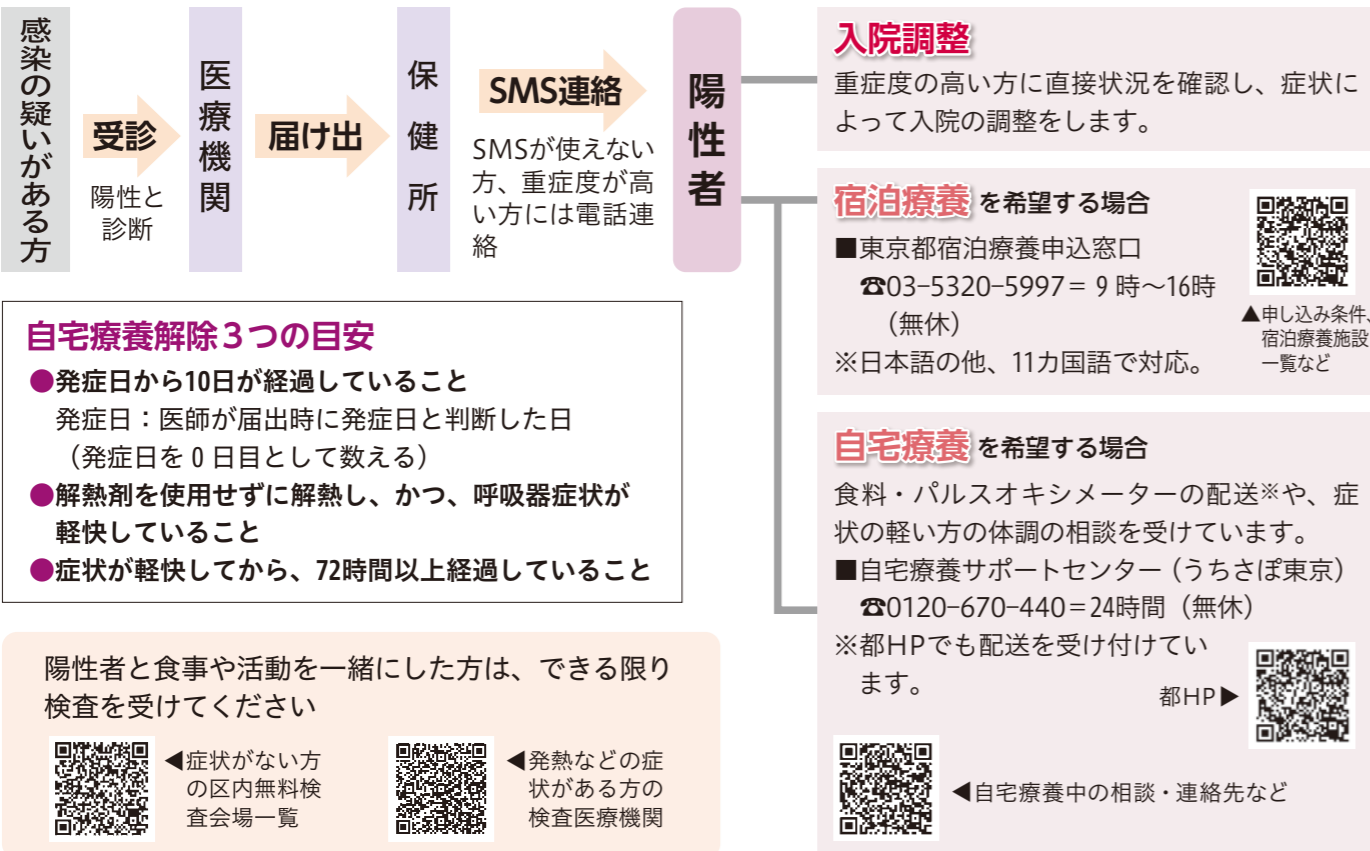 感染の疑いがある方
受診
陽性と
診断
医療機関
届け出
保健所
SMS連絡
SMSが使えない
方、重症度が高
い方には電話連
絡
陽性者
入院調整
重症度の高い方に直接状況を確認し、症状に
よって入院の調整をします。
宿泊療養 を希望する場合
■東京都宿泊療養申込窓口
☎03-5320-5997＝9時～16時
（無休）
※日本語の他、11カ国語で対応。
▲申し込み条件、
宿泊療養施設
一覧など
自宅療養 を希望する場合
食料・パルスオキシメーターの配送※や、症
状の軽い方の体調の相談を受けています。
■自宅療養サポートセンター（うちさぽ東京）
☎0120-670-440＝24時間（無休）
※都HPでも配送を受け付けてい
ます。
都HP▶
◀自宅療養中の相談・連絡先など
自宅療養解除３つの目安
●発症日から10日が経過していること
発症日：医師が届出時に発症日と判断した日
（発症日を０日目として数える）
●解熱剤を使用せずに解熱し、かつ、呼吸器症状が
軽快していること
●症状が軽快してから、72時間以上経過していること
陽性者と食事や活動を一緒にした方は、できる限り
検査を受けてください
◀症状がない方
の区内無料検
査会場一覧
◀発熱などの症
状がある方の
検査医療機関